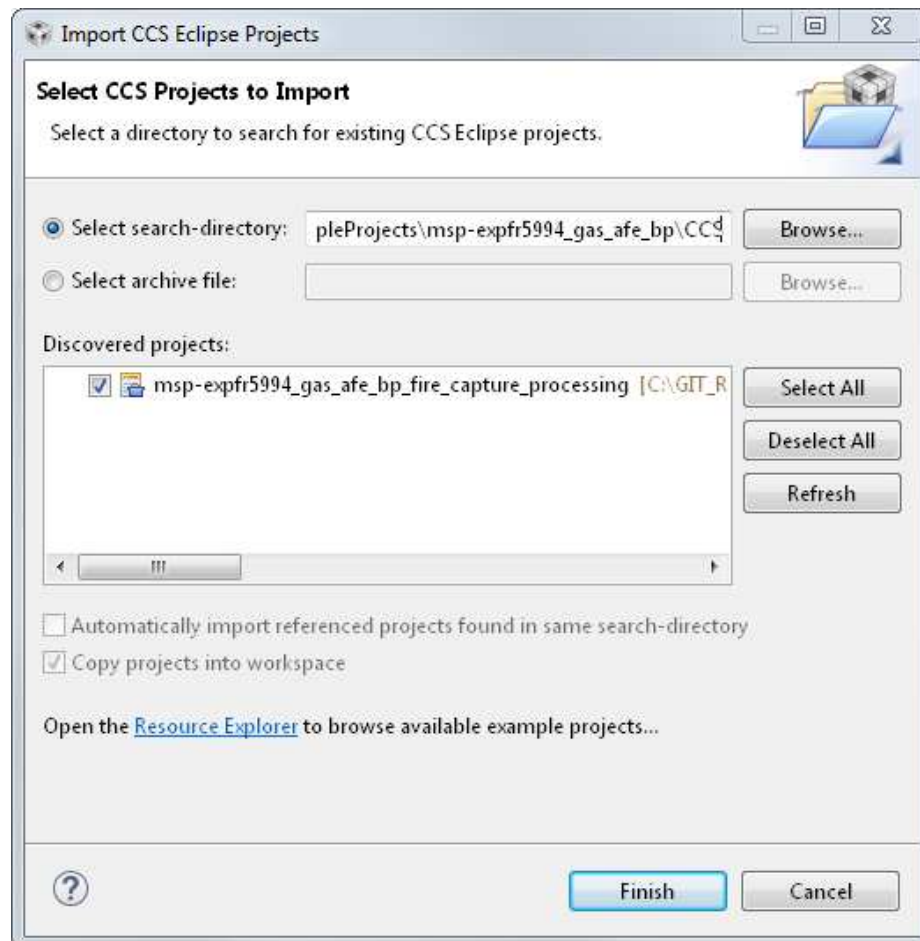 Import CCS Eclipse Projects
Select CCS Projects to Import
Select a directory to search for existing CCS Eclipse projects.
Select search-directory: pleProjects\msp-expfr5994_gas_afe_bp\CCS Browse...
Select archive file: Browse...
Discovered projects:
msp-expfr5994_gas_afe_bp_fire_capture_processing [C:\GIT_R
Select All
Deselect All
Refresh
Automatically import referenced projects found in same search-directory
Copy projects into workspace
Open the Resource Explorer to browse available example projects...
? Finish Cancel